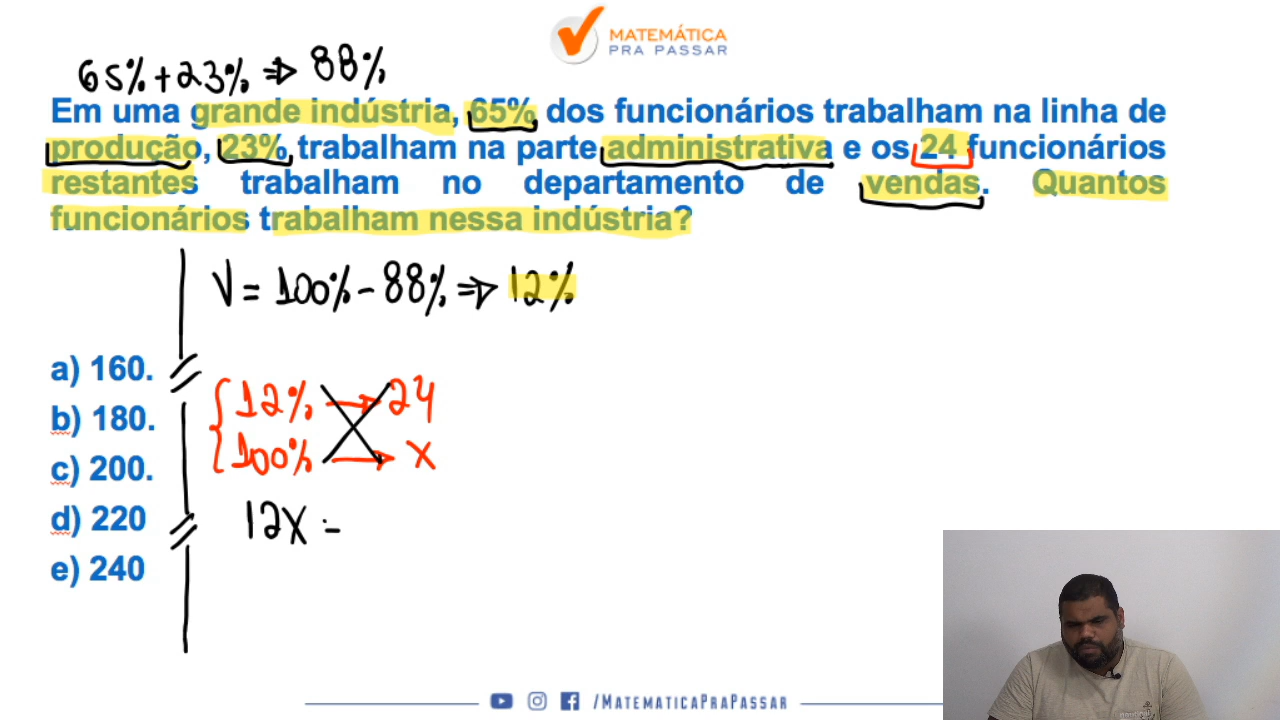 MATEMÁTICA
PRA PASSAR
65% + 23% ⇒ 88%
Em uma grande indústria, 65% dos funcionários trabalham na linha de
produção, 23% trabalham na parte administrativa e os 24 funcionários
restantes trabalham no departamento de vendas. Quantos
funcionários trabalham nessa indústria?
V = 100% - 88% ⇒ 12%
a) 160.
b) 180.
c) 200.
d) 220
e) 240
12% → 24
100% → x
12x =
/MATEMATICAPRAPASSAR